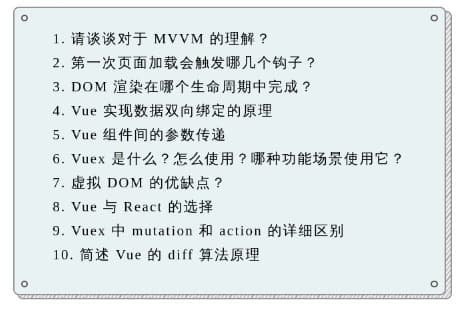 1. 请谈谈对于 MVVM 的理解？
2. 第一次页面加载会触发哪几个钩子？
3. DOM 渲染在哪个生命周期中完成？
4. Vue 实现数据双向绑定的原理
5. Vue 组件间的参数传递
6. Vuex 是什么？怎么使用？哪种功能场景使用它？
7. 虚拟 DOM 的优缺点？
8. Vue 与 React 的选择
9. Vuex 中 mutation 和 action 的详细区别
10. 简述 Vue 的 diff 算法原理